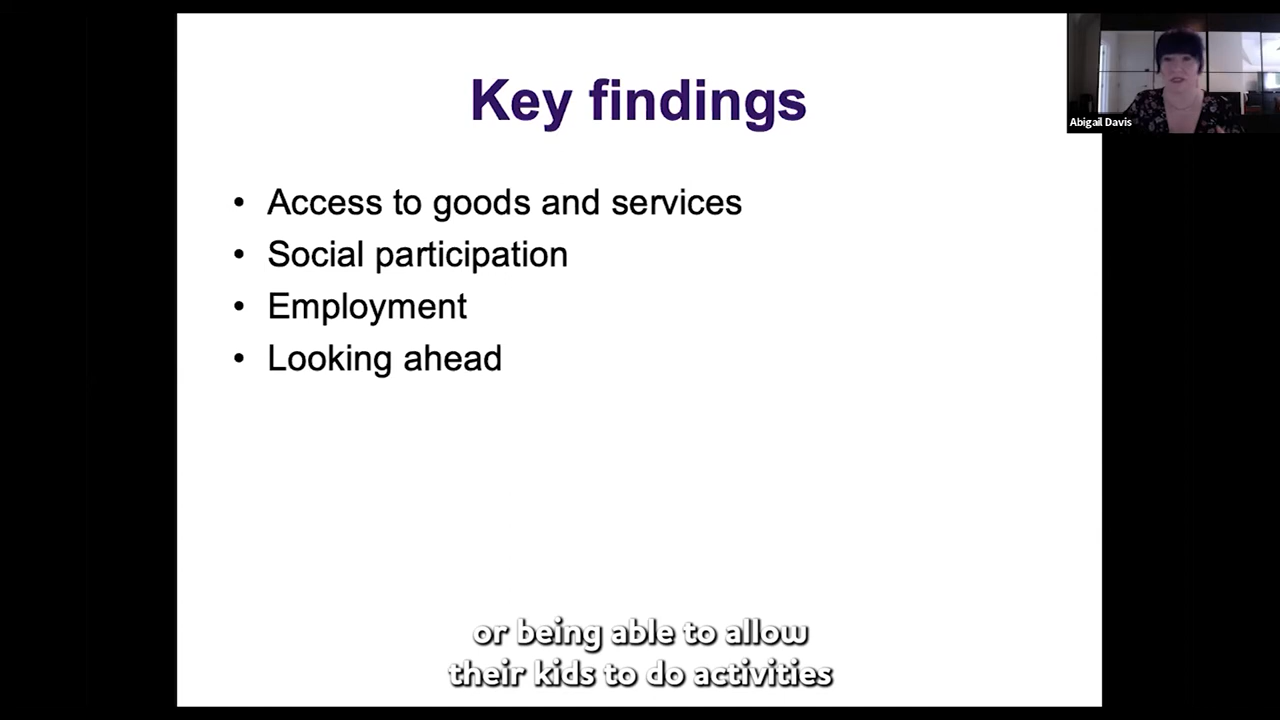 Key findings
Abigail Davis
• Access to goods and services
• Social participation
• Employment
• Looking ahead
or being able to allow
their kids to do activities